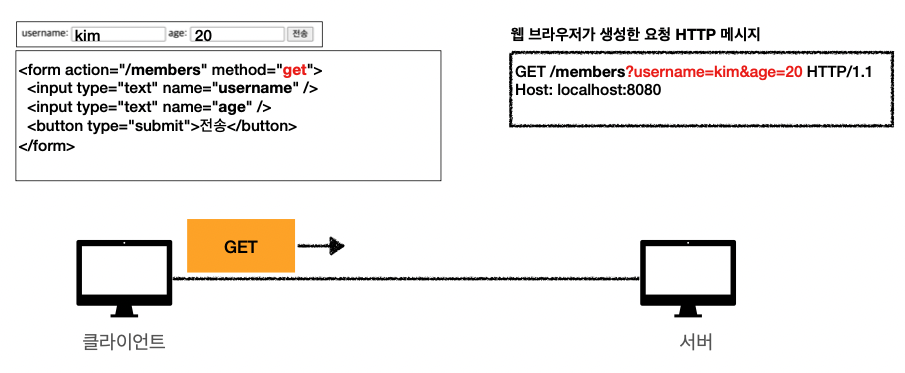 username: kim age: 20 전송
<form action="/members" method="get">
<input type="text" name="username" />
<input type="text" name="age" />
<button type="submit">전송</button>
</form>
웹 브라우저가 생성한 요청 HTTP 메시지
GET /members?username=kim&age=20 HTTP/1.1
Host: localhost:8080
GET
클라이언트
서버